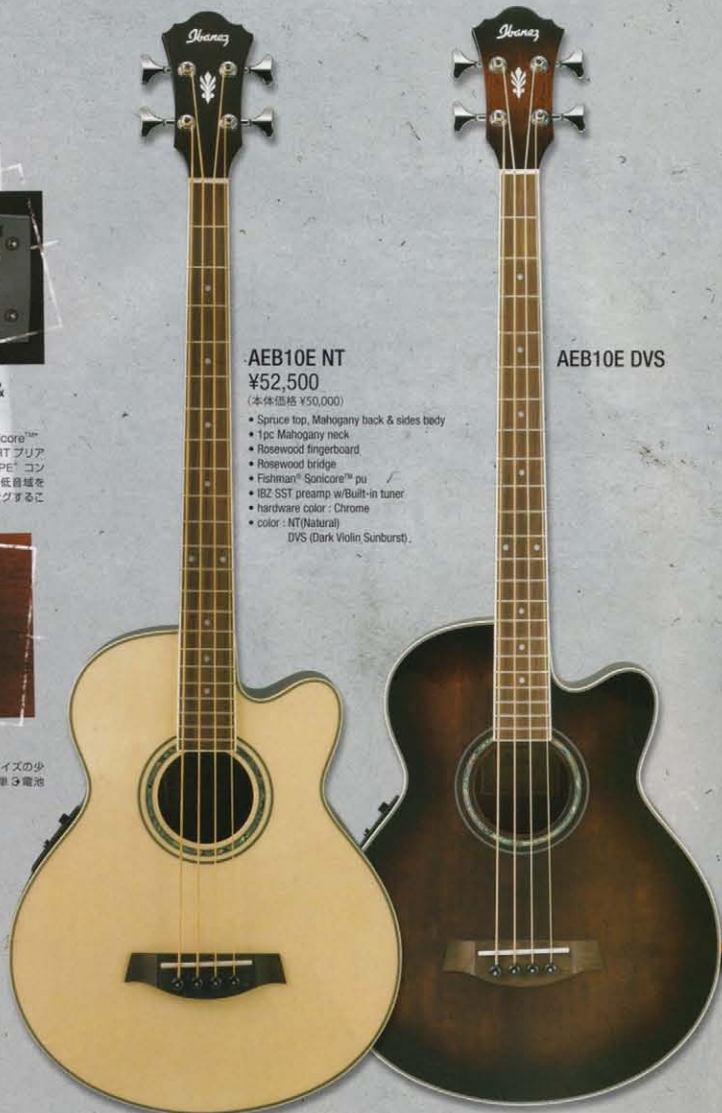 Ibanez
Ibanez
AEB10E NT
¥52,500
(本体価格 ¥50,000)
• Spruce top, Mahogany back & sides body
• 1pc Mahogany neck
• Rosewood fingerboard
• Rosewood bridge
• Fishman® Sonicore™ pu
• IBZ SST preamp w/Built-in tuner
• hardware color : Chrome
• color : NT(Natural)
DVS (Dark Violin Sunburst).
AEB10E DVS
core™
RT プリア
PE" コン
低音域を
グするこ
イズの少
単3電池